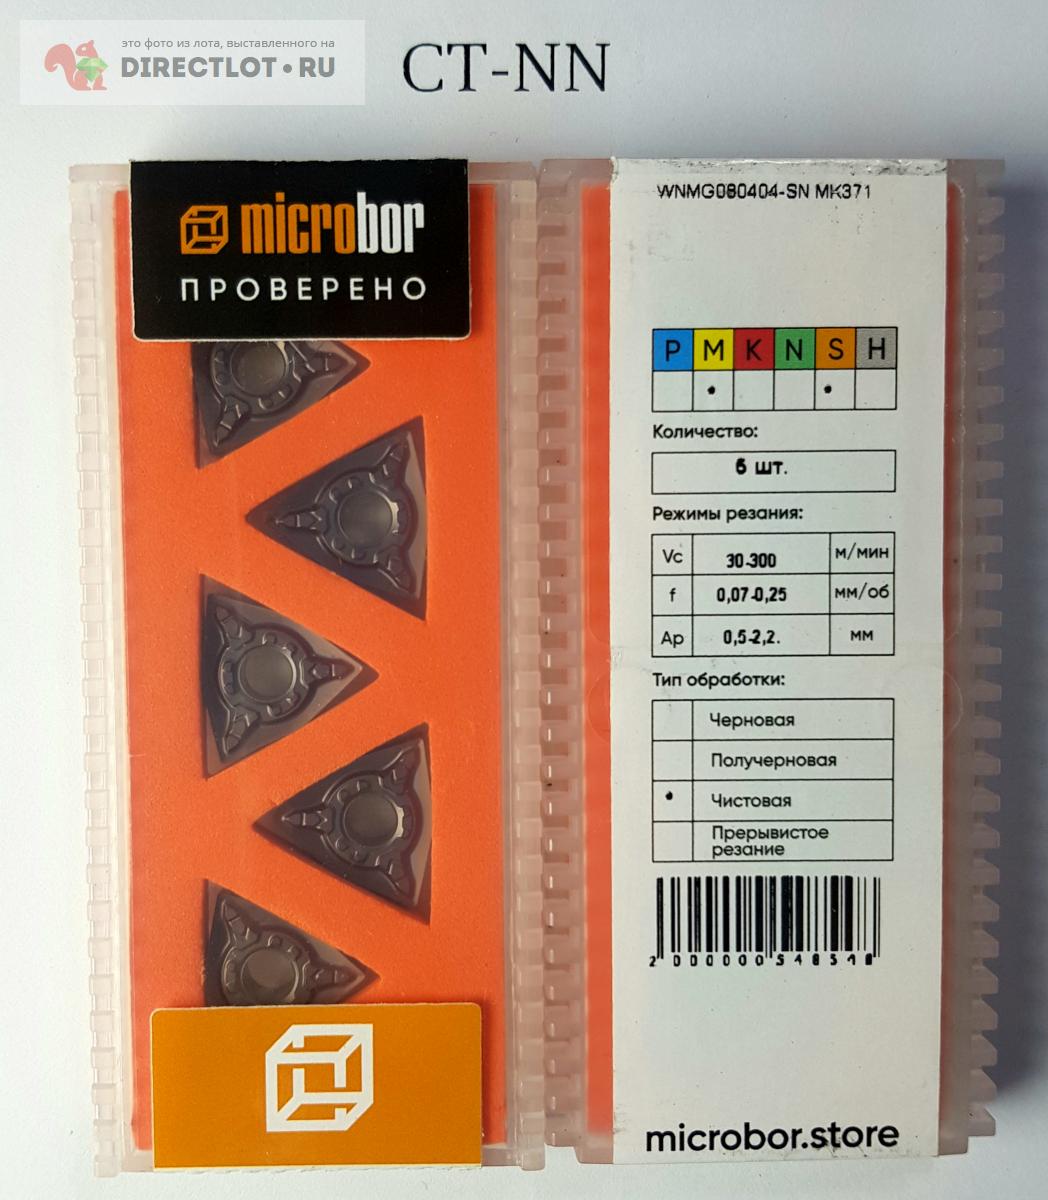 это фото из лота, выставленного на
DIRECTLOT.RU
CT-NN
microbor
ПРОВЕРЕНО
WNMG080404-SN MK371
P M K N S H
Количество:
6 шт.
Режимы резания:
Vc 30-300 м/мин
f 0,07-0,25 мм/об
Ap 0,5-2,2. мм
Тип обработки:
Черновая
Получерновая
Чистовая
Прерывистое
резание
2 000000 548548
microbor.store